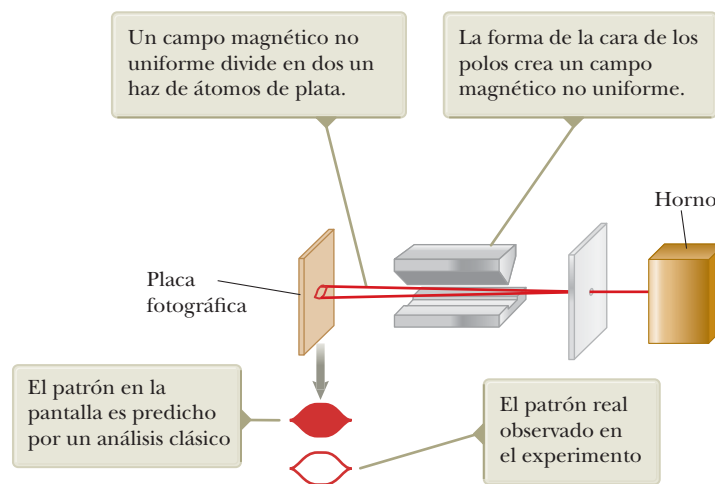 Un campo magnético no
uniforme divide en dos un
haz de átomos de plata.
La forma de la cara de los
polos crea un campo
magnético no uniforme.
Horno
Placa
fotográfica
El patrón en la
pantalla es predicho
por un análisis clásico
El patrón real
observado en
el experimento